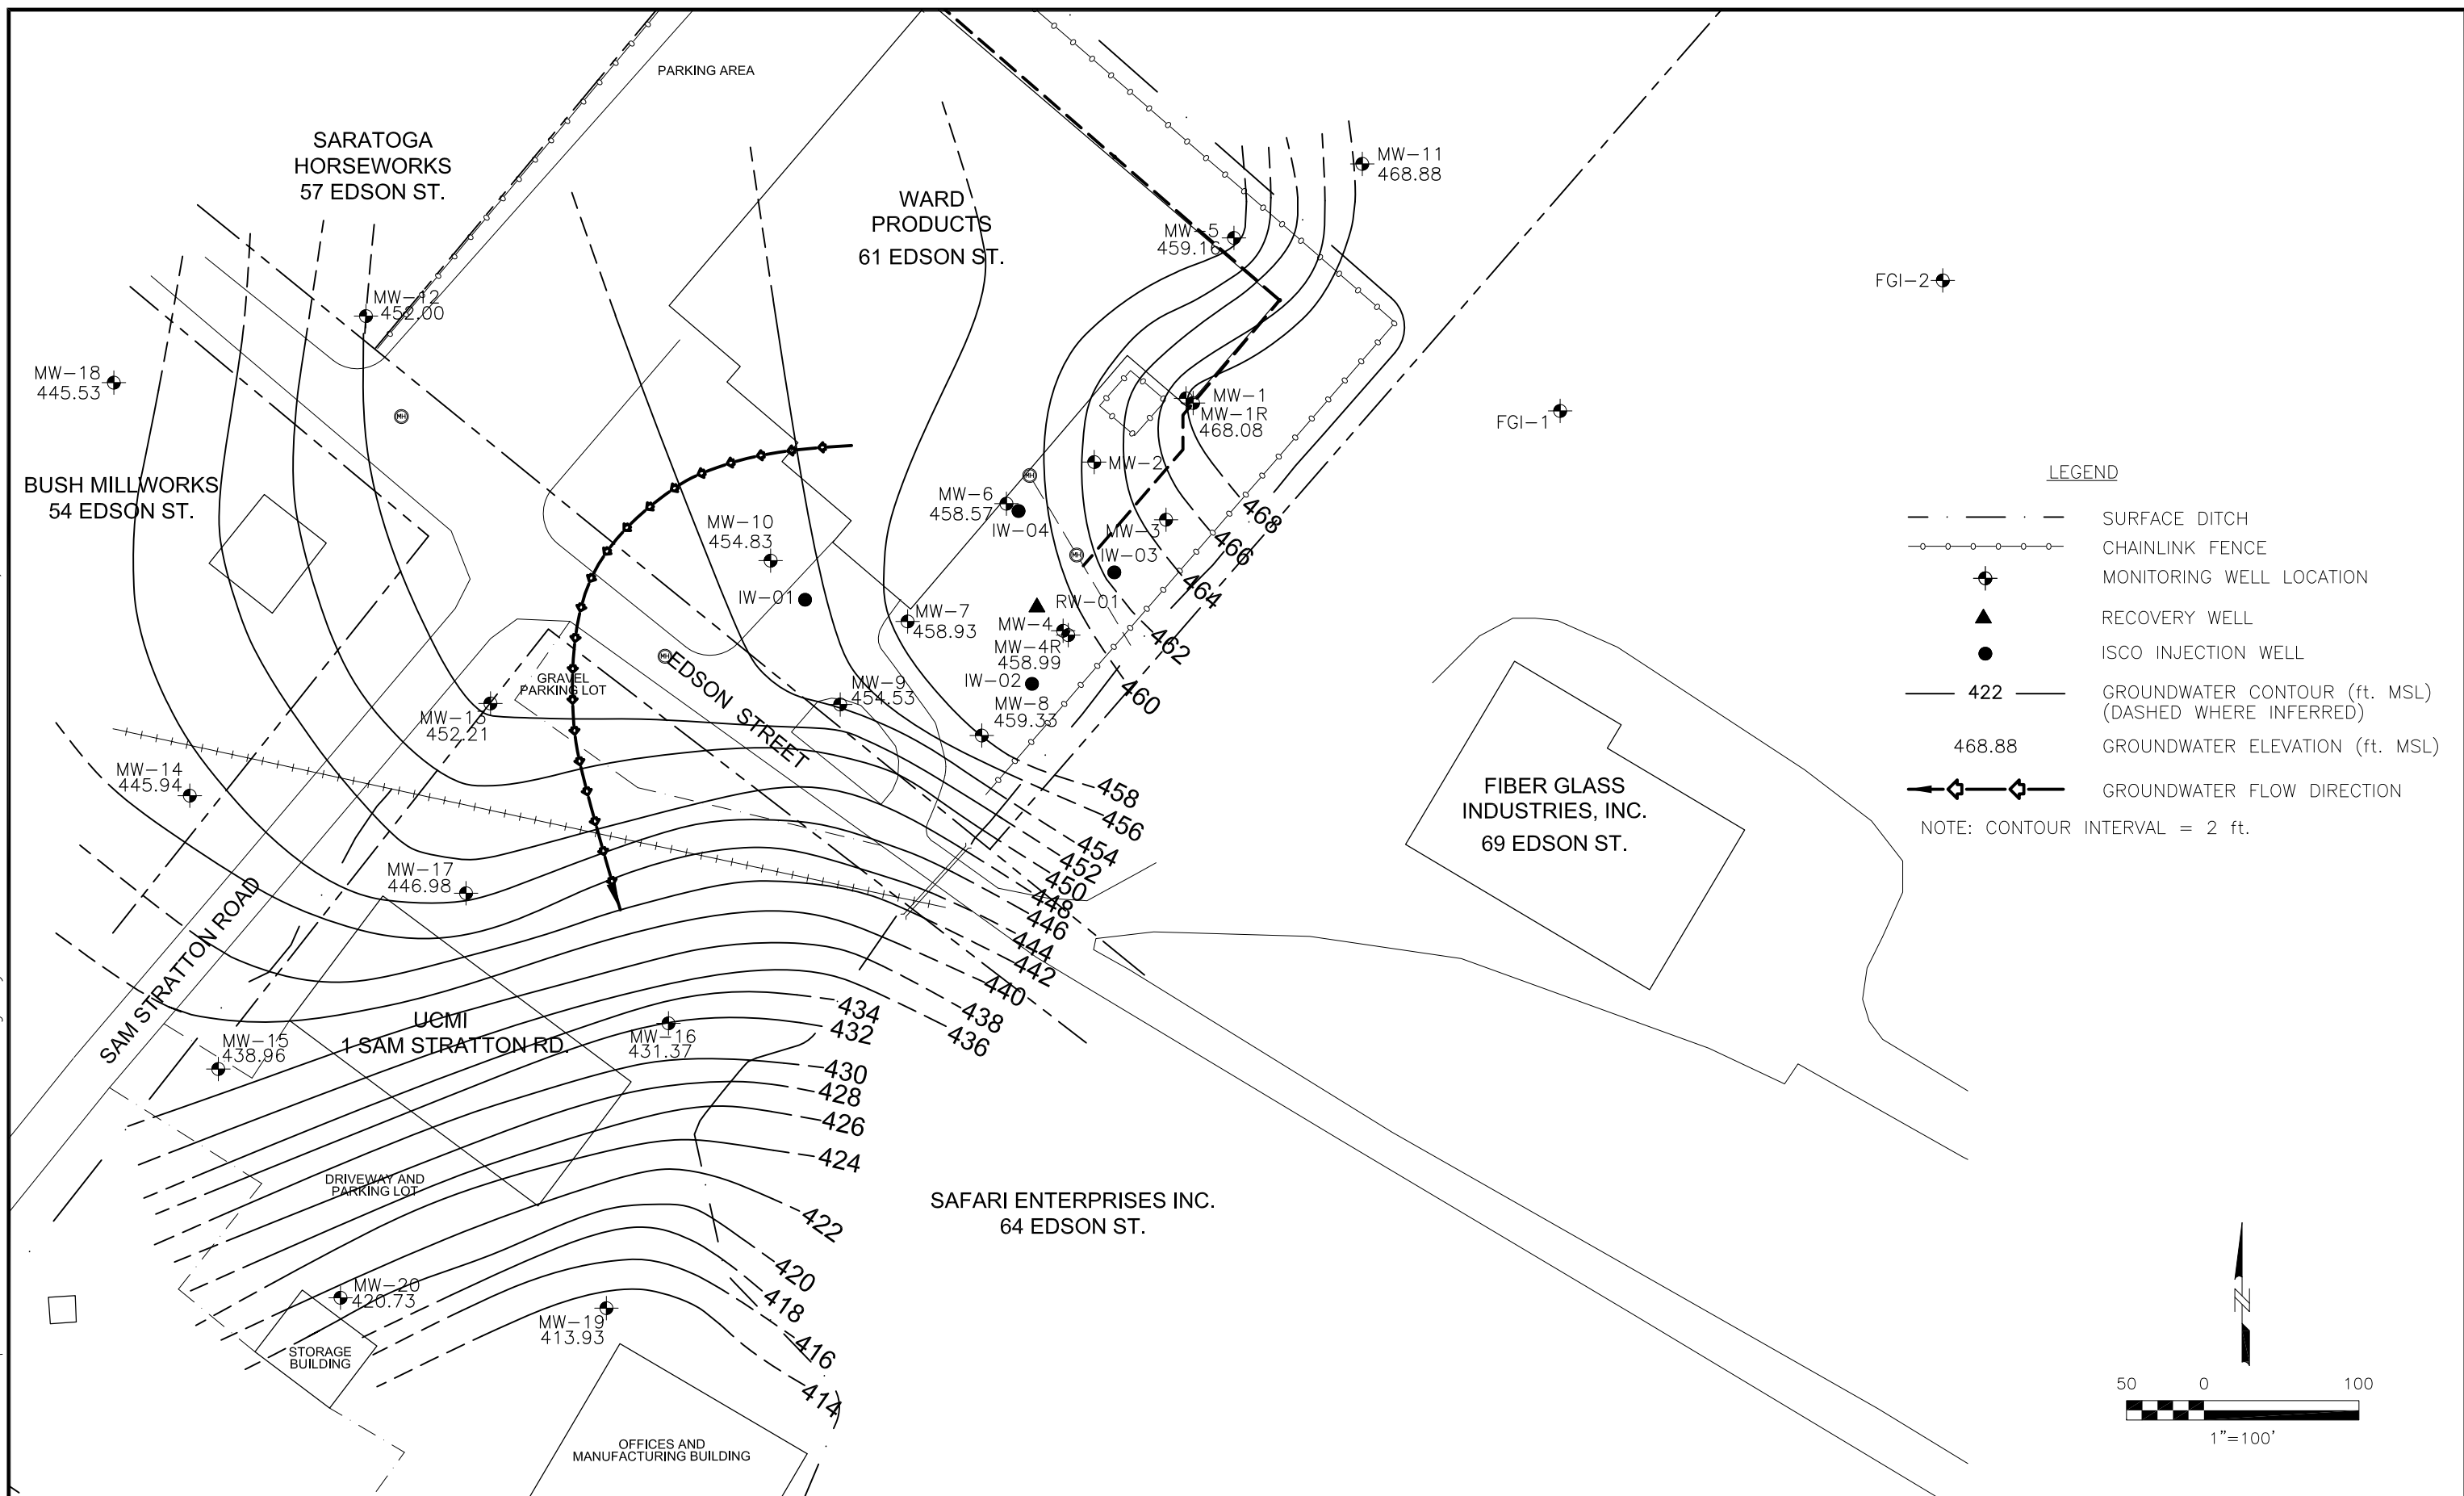 PARKING AREA
SARATOGA
HORSEWORKS
57 EDSON ST.
WARD
PRODUCTS
61 EDSON ST.
MW-11
468.88
MW-5
459.16
FGI-2
MW-12
452.00
MW-18
445.53
MW-1
MW-1R
468.08
FGI-1
MH
MW-2
MH
BUSH MILLWORKS
54 EDSON ST.
MW-6
458.57
IW-04
MW-10
454.83
MW-3
MH
IW-03
468
466
464
462
460
IW-01
RW-01
MW-7
458.93
MW-4
MW-4R
458.99
IW-02
MH
EDSON STREET
GRAVEL
PARKING LOT
MW-9
454.53
MW-8
459.33
MW-13
452.21
MW-14
445.94
MW-17
446.98
458
456
454
452
450
448
446
444
442
440
438
436
434
432
430
428
426
424
422
420
418
416
414
FIBER GLASS
INDUSTRIES, INC.
69 EDSON ST.
SAM STRATTON ROAD
UCMI
1 SAM STRATTON RD.
MW-15
438.96
MW-16
431.37
DRIVEWAY AND
PARKING LOT
SAFARI ENTERPRISES INC.
64 EDSON ST.
MW-20
420.73
MW-19
413.93
STORAGE
BUILDING
OFFICES AND
MANUFACTURING BUILDING
LEGEND
SURFACE DITCH
CHAINLINK FENCE
MONITORING WELL LOCATION
RECOVERY WELL
ISCO INJECTION WELL
422 GROUNDWATER CONTOUR (ft. MSL)
(DASHED WHERE INFERRED)
468.88 GROUNDWATER ELEVATION (ft. MSL)
GROUNDWATER FLOW DIRECTION
NOTE: CONTOUR INTERVAL = 2 ft.
N
50 0 100
1"=100'